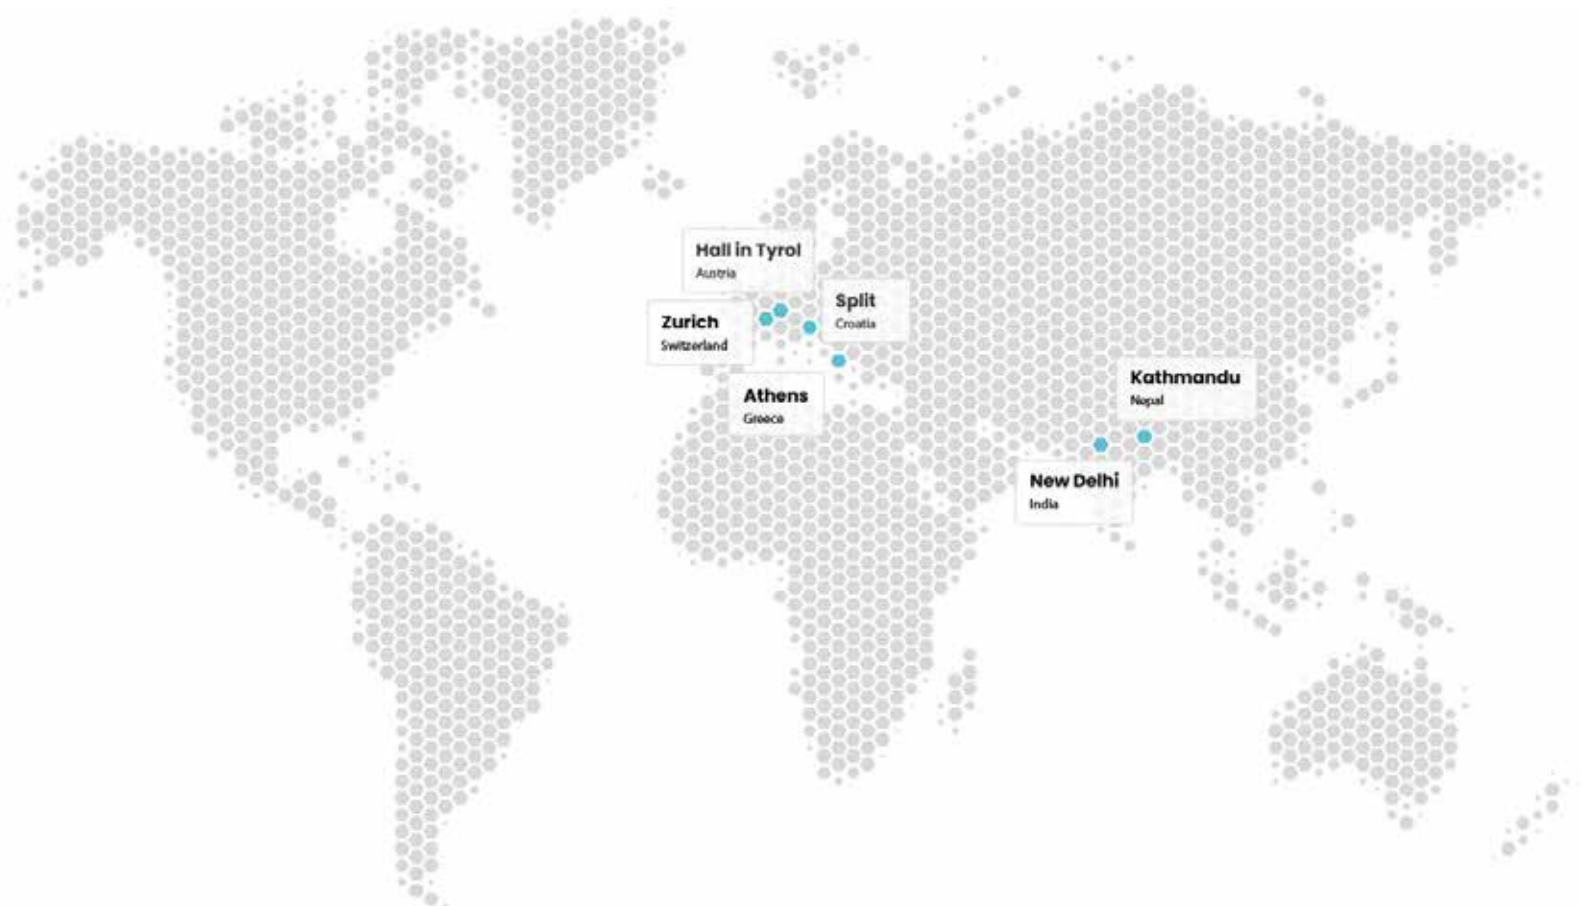 Hall in Tyrol
Austria
Split
Croatia
Zurich
Switzerland
Athens
Greece
Kathmandu
Nepal
New Delhi
India